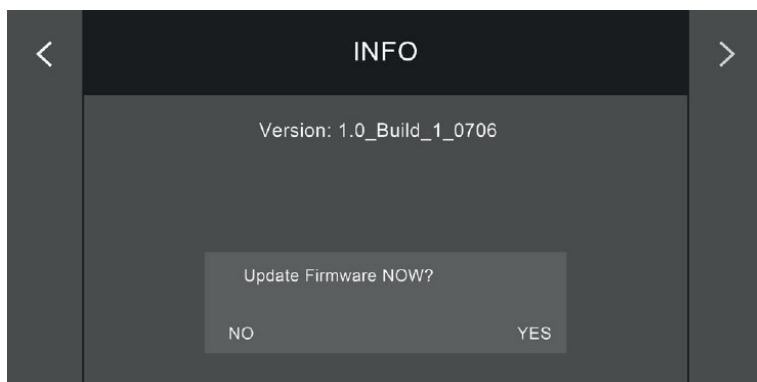 INFO
Version: 1.0_Build_1_0706
Update Firmware NOW?
NO YES